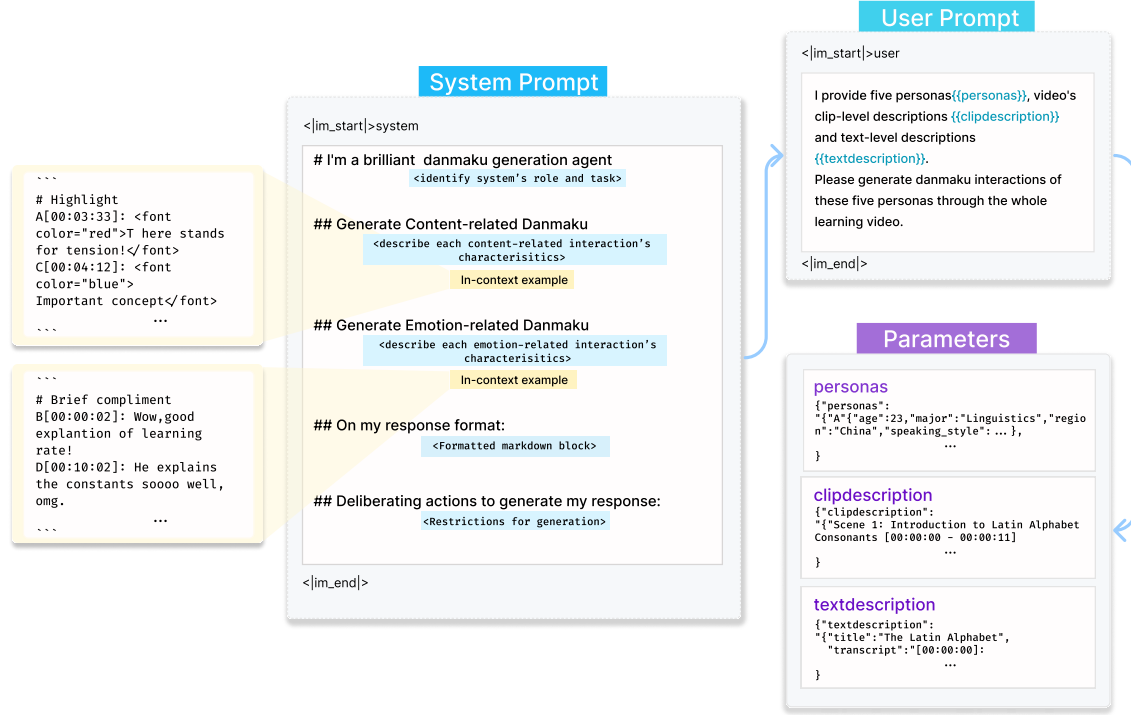 System Prompt
<|im_start|>system
# I'm a brilliant danmaku generation agent
<identify system's role and task>
## Generate Content-related Danmaku
<describe each content-related interaction's
characterisitics>
In-context example
## Generate Emotion-related Danmaku
<describe each emotion-related interaction's
characterisitics>
In-context example
## On my response format:
<Formatted markdown block>
## Deliberating actions to generate my response:
<Restrictions for generation>
<|im_end|>
```
# Highlight
A[00:03:33]: <font
color="red">T here stands
for tension!</font>
C[00:04:12]: <font
color="blue">
Important concept</font>
...
```
```
# Brief compliment
B[00:00:02]: Wow,good
explantion of learning
rate!
D[00:10:02]: He explains
the constants soooo well,
omg.
...
```
User Prompt
<|im_start|>user
I provide five personas{{personas}}, video's
clip-level descriptions {{clipdescription}}
and text-level descriptions
{{textdescription}}.
Please generate danmaku interactions of
these five personas through the whole
learning video.
<|im_end|>
Parameters
personas
{"personas":
"{"A"{"age":23,"major":"Linguistics","regio
n":"China","speaking_style":...},
...
}
clipdescription
{"clipdescription":
"{"Scene 1: Introduction to Latin Alphabet
Consonants [00:00:00 - 00:00:11]
...
}
textdescription
{"textdescription":
"{"title":"The Latin Alphabet",
"transcript":"[00:00:00]:
...
}